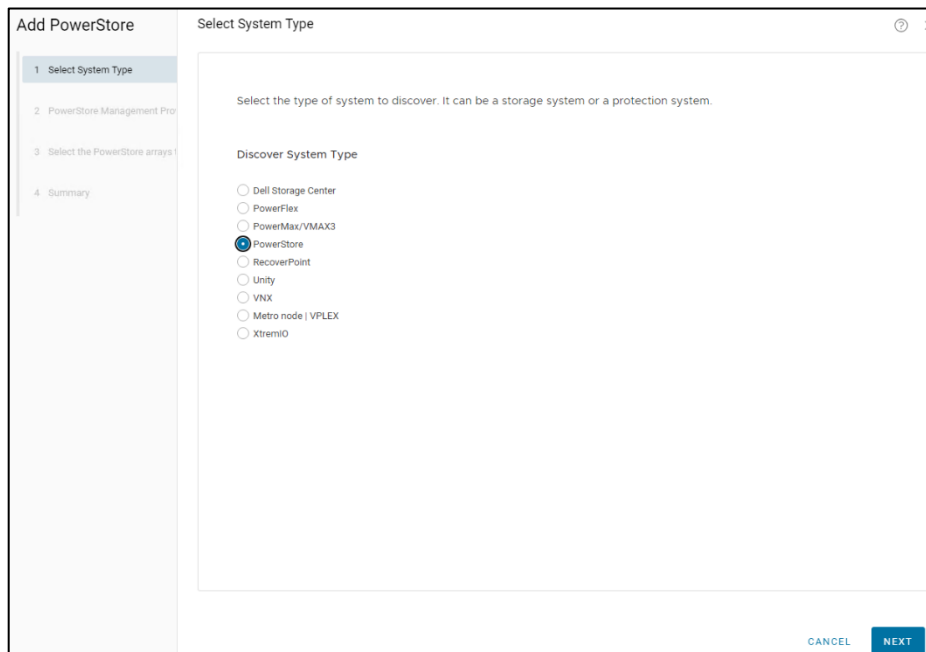 Add PowerStore
1 Select System Type
2 PowerStore Management Prov
3 Select the PowerStore arrays t
4 Summary
Select System Type
Select the type of system to discover. It can be a storage system or a protection system.
Discover System Type
Dell Storage Center
PowerFlex
PowerMax/VMAX3
PowerStore
RecoverPoint
Unity
VNX
Metro node | VPLEX
XtremIO
CANCEL
NEXT